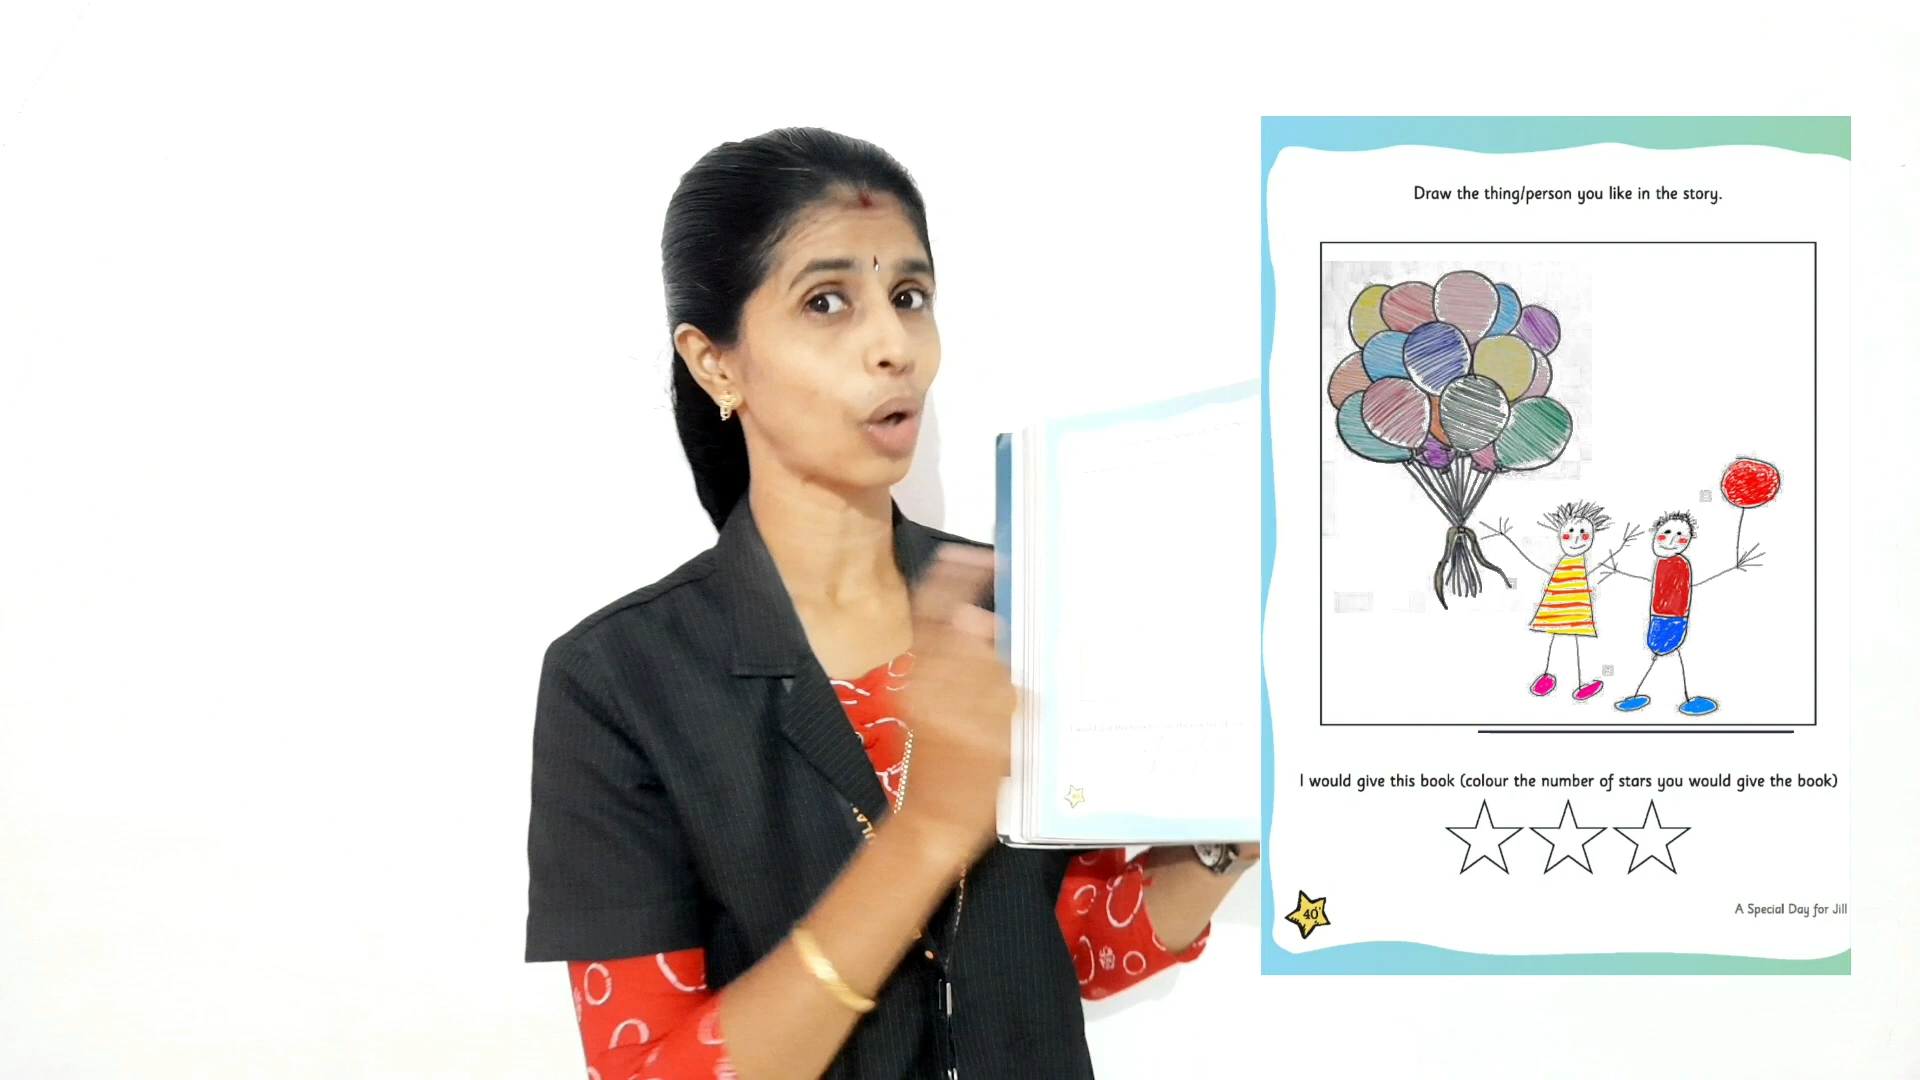 Draw the thing/person you like in the story.
I would give this book (colour the number of stars you would give the book)
40
A Special Day for Jill